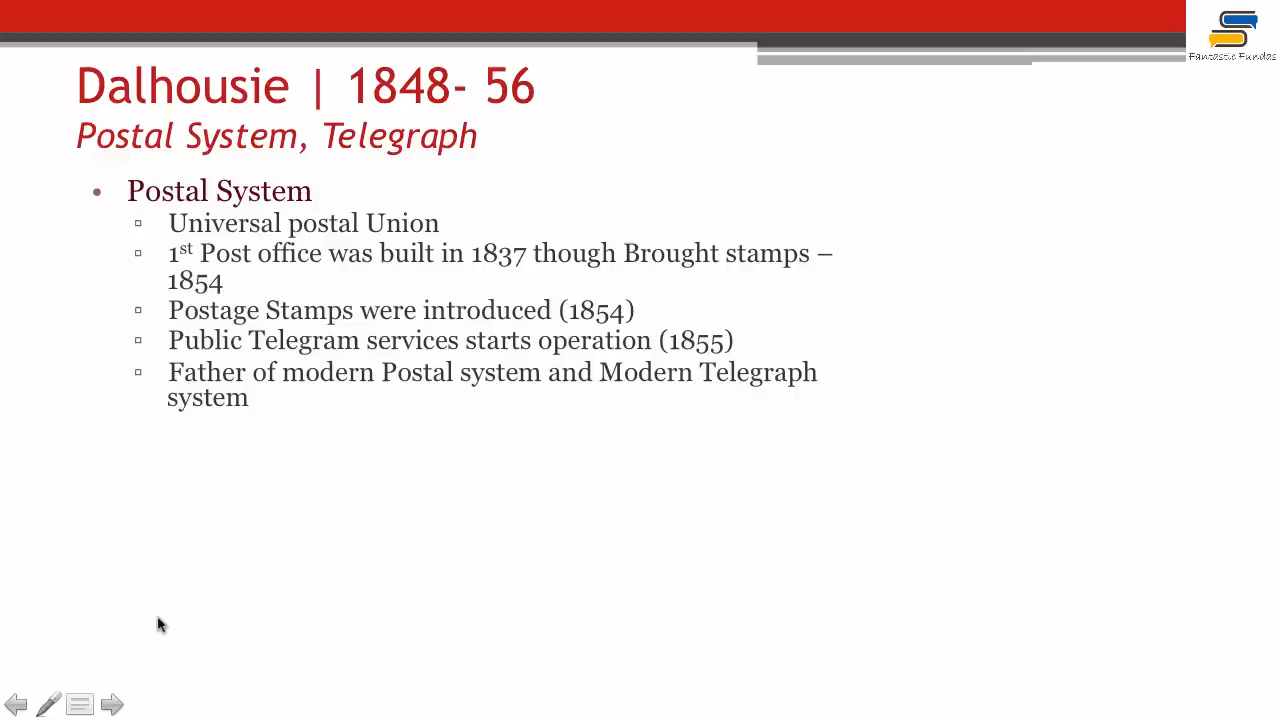 Fantastic Fundas
Dalhousie | 1848- 56
Postal System, Telegraph
• Postal System
▫ Universal postal Union
▫ 1st Post office was built in 1837 though Brought stamps –
1854
▫ Postage Stamps were introduced (1854)
▫ Public Telegram services starts operation (1855)
▫ Father of modern Postal system and Modern Telegraph
system